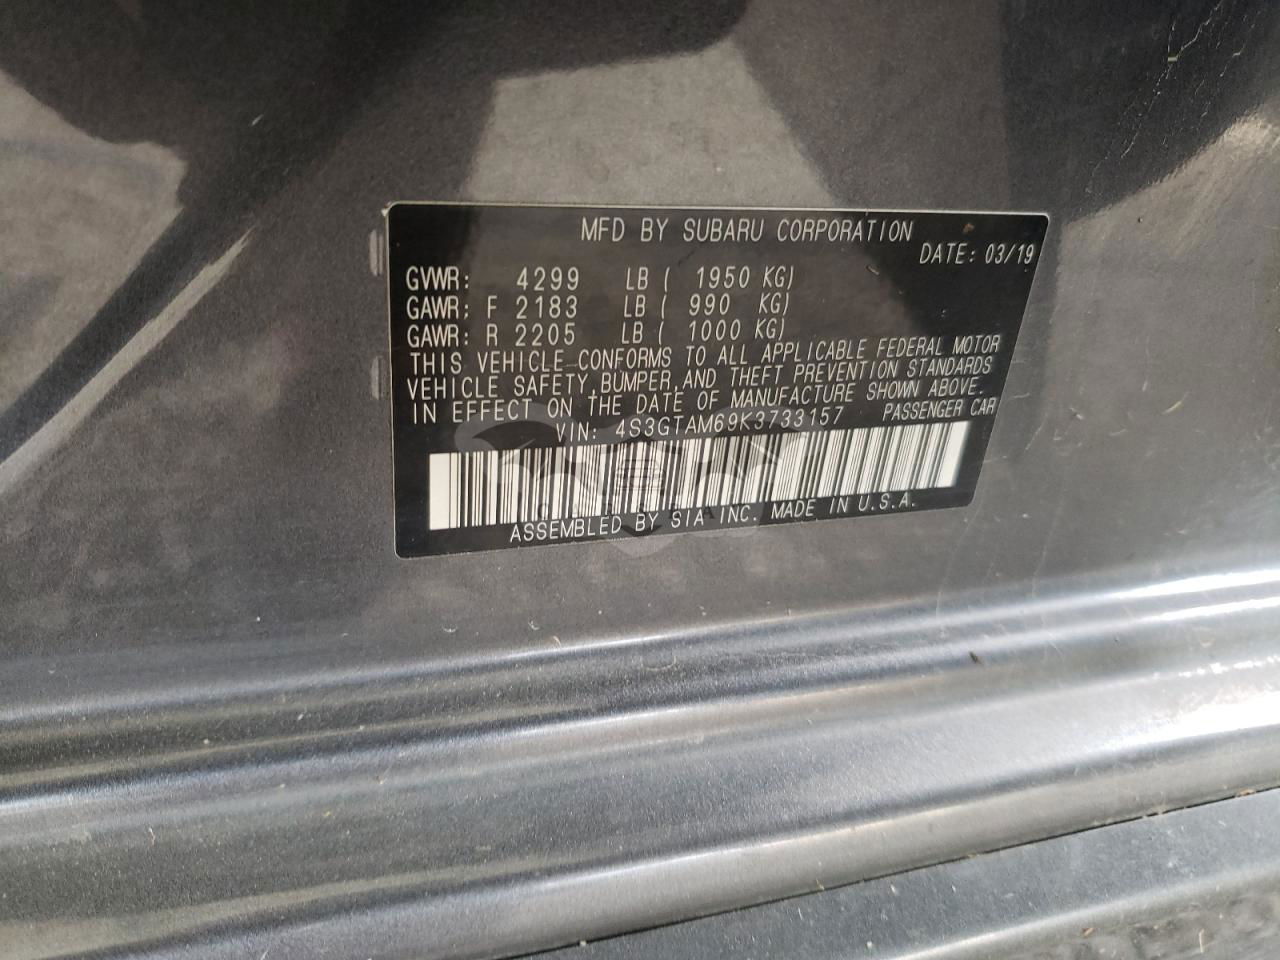 MFD BY SUBARU CORPORATION
DATE: 03/19
GVWR: 4299 LB ( 1950 KG)
GAWR: F 2183 LB ( 990 KG)
GAWR: R 2205 LB ( 1000 KG)
THIS VEHICLE CONFORMS TO ALL APPLICABLE FEDERAL MOTOR
VEHICLE SAFETY, BUMPER, AND THEFT PREVENTION STANDARDS
IN EFFECT ON THE DATE OF MANUFACTURE SHOWN ABOVE.
VIN: 4S3GTAM69K3733157 PASSENGER CAR
ASSEMBLED BY SIA INC. MADE IN U.S.A.